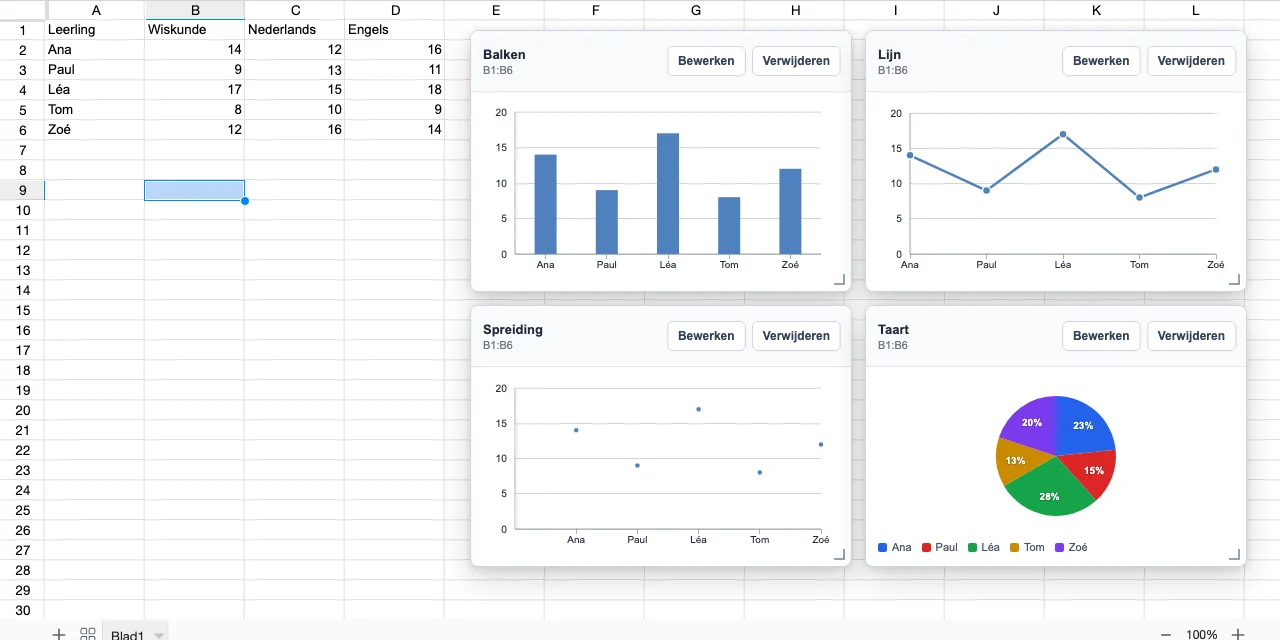 A B C D E F G H I J K L
1 Leerling Wiskunde Nederlands Engels
2 Ana 14 12 16
3 Paul 9 13 11
4 Léa 17 15 18
5 Tom 8 10 9
6 Zoé 12 16 14
7
8
9
10
11
12
13
14
15
16
17
18
19
20
21
22
23
24
25
26
27
28
29
30
Balken Bewerken Verwijderen
B1:B6
20
15
10
5
0
Ana Paul Léa Tom Zoé
Lijn Bewerken Verwijderen
B1:B6
20
15
10
5
0
Ana Paul Léa Tom Zoé
Spreiding Bewerken Verwijderen
B1:B6
20
15
10
5
0
Ana Paul Léa Tom Zoé
Taart Bewerken Verwijderen
B1:B6
20% 23%
13% 15%
28%
Ana Paul Léa Tom Zoé
Blad1 100%